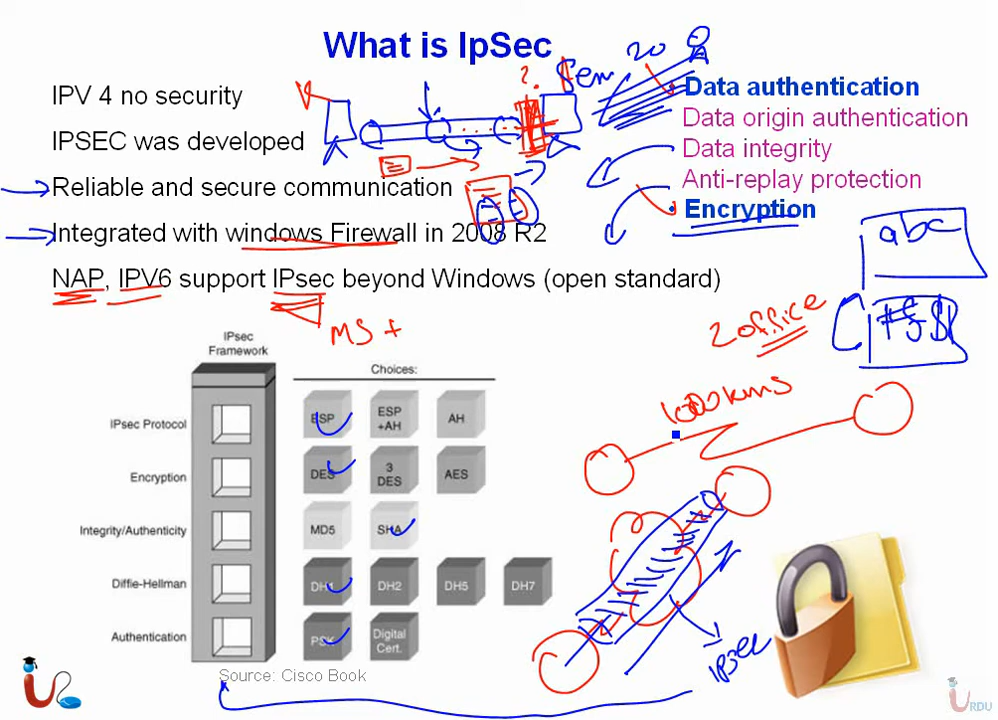 What is IpSec
IPV 4 no security
IPSEC was developed
Reliable and secure communication
Integrated with windows Firewall in 2008 R2
NAP, IPV6 support IPsec beyond Windows (open standard)
20
?
Data authentication
Data origin authentication
Data integrity
Anti-replay protection
Encryption
abc
MS +
2 office
1000 kms
ipsec
IPsec
Framework
Choices:
IPsec Protocol
ESP
ESP
+AH
AH
Encryption
DES
3
DES
AES
Integrity/Authenticity
MD5
SHA
Diffie-Hellman
DH1
DH2
DH5
DH7
Authentication
PSK
Digital
Cert.
Source: Cisco Book
URDU